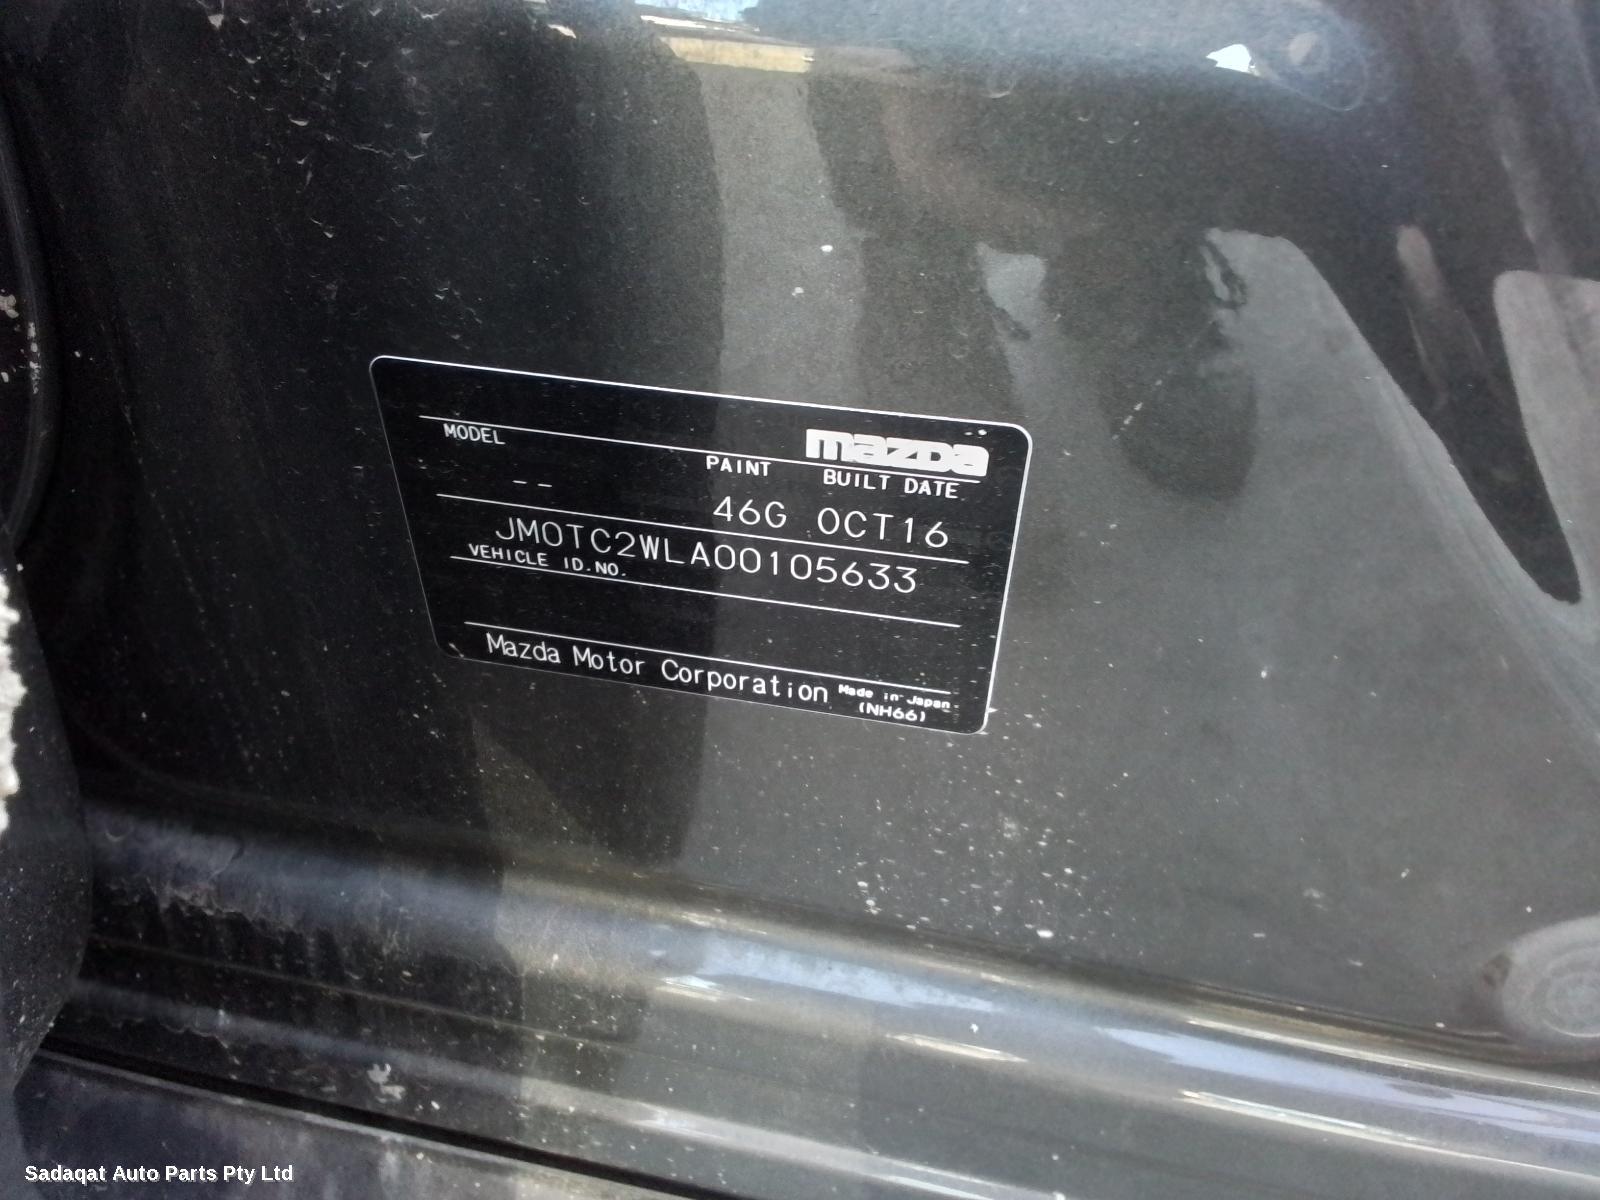 mazda
MODEL PAINT BUILT DATE
-- 46G OCT16
JM0TC2WLA00105633
VEHICLE ID.NO.
Mazda Motor Corporation Made in Japan
(NH66)
Sadaqat Auto Parts Pty Ltd